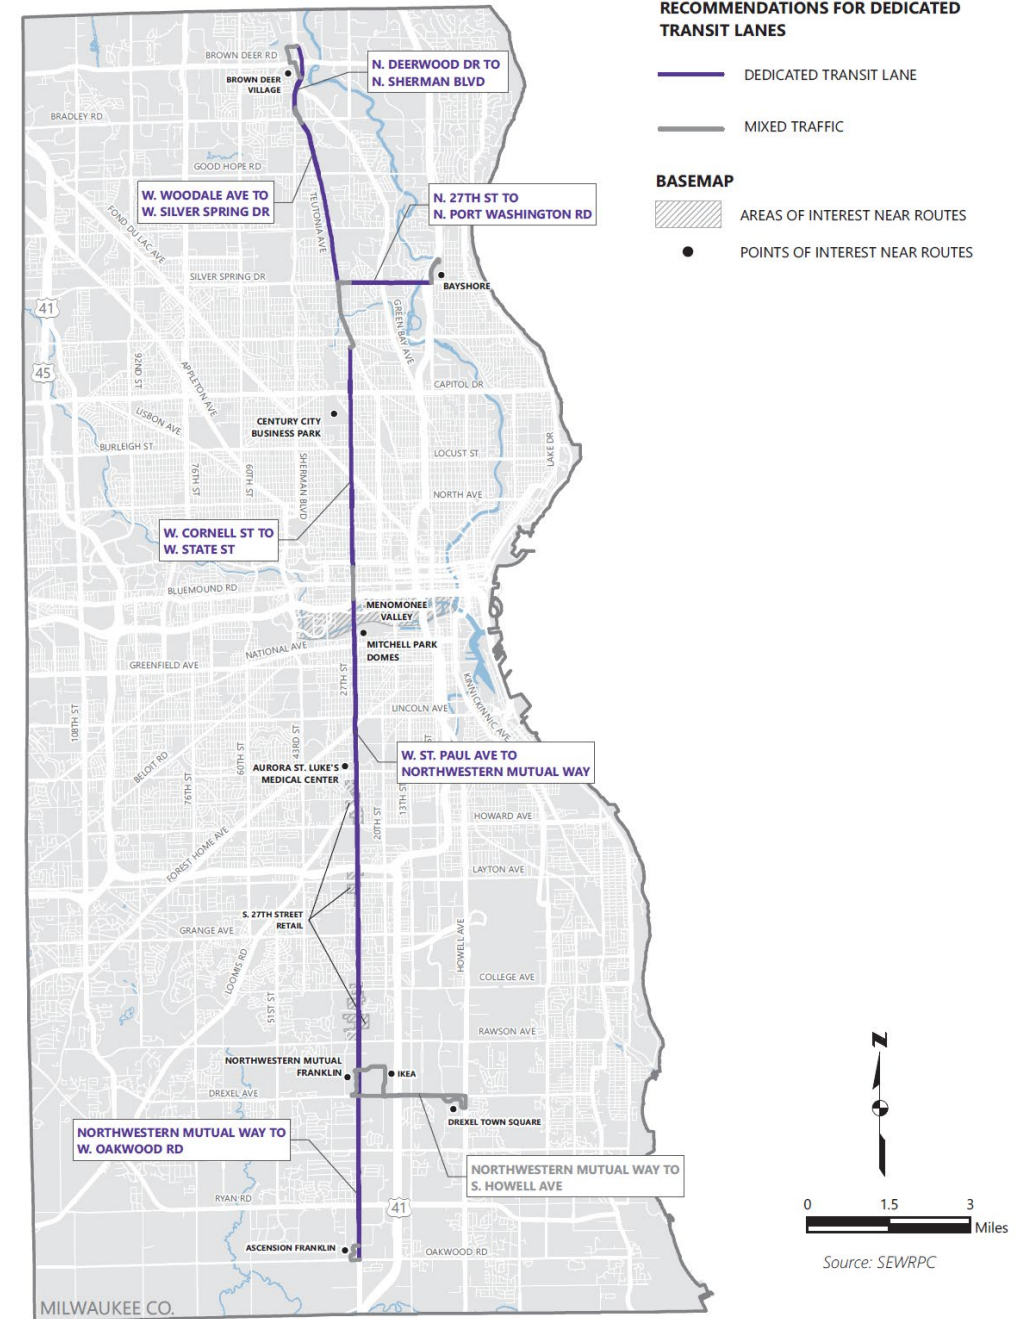 RECOMMENDATIONS FOR DEDICATED
TRANSIT LANES
DEDICATED TRANSIT LANE
MIXED TRAFFIC
BASEMAP
AREAS OF INTEREST NEAR ROUTES
POINTS OF INTEREST NEAR ROUTES
BROWN DEER RD
N. DEERWOOD DR TO
N. SHERMAN BLVD
BROWN DEER
VILLAGE
BRADLEY RD
GOOD HOPE RD
W. WOODALE AVE TO
W. SILVER SPRING DR
N. 27TH ST TO
N. PORT WASHINGTON RD
TEUTONIA AVE
FOND DU LAC AVE
SILVER SPRING DR
BAYSHORE
41
GREEN BAY AVE
45
92ND ST
APPLETON AVE
CAPITOL DR
LISBON AVE
CENTURY CITY
BUSINESS PARK
BURLEIGH ST
LOCUST ST
LAKE DR
76TH ST
60TH ST
SHERMAN BLVD
NORTH AVE
W. CORNELL ST TO
W. STATE ST
BLUEMOUND RD
MENOMONEE
VALLEY
MITCHELL PARK
DOMES
NATIONAL AVE
GREENFIELD AVE
27TH ST
KINNICKINNIC AVE
LINCOLN AVE
108TH ST
ST
43RD ST
60TH ST
BELOIT RD
W. ST. PAUL AVE TO
NORTHWESTERN MUTUAL WAY
AURORA ST. LUKE'S
MEDICAL CENTER
76TH ST
13TH ST
20TH ST
HOWARD AVE
FOREST HOME AVE
LAYTON AVE
S. 27TH STREET
RETAIL
GRANGE AVE
HOWELL AVE
LOOMIS RD
COLLEGE AVE
51ST ST
RAWSON AVE
NORTHWESTERN MUTUAL
FRANKLIN
IKEA
DREXEL AVE
DREXEL TOWN SQUARE
NORTHWESTERN MUTUAL WAY TO
W. OAKWOOD RD
NORTHWESTERN MUTUAL WAY TO
S. HOWELL AVE
RYAN RD
41
ASCENSION FRANKLIN
OAKWOOD RD
MILWAUKEE CO.
N
0 1.5 3
Miles
Source: SEWRPC